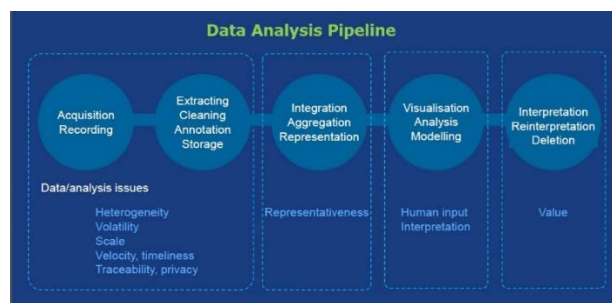 Data Analysis Pipeline
Acquisition
Recording
Extracting
Cleaning
Annotation
Storage
Integration
Aggregation
Representation
Visualisation
Analysis
Modelling
Interpretation
Reinterpretation
Deletion
Data/analysis issues
Heterogeneity
Volatility
Scale
Velocity, timeliness
Traceability, privacy
Representativeness
Human input
Interpretation
Value